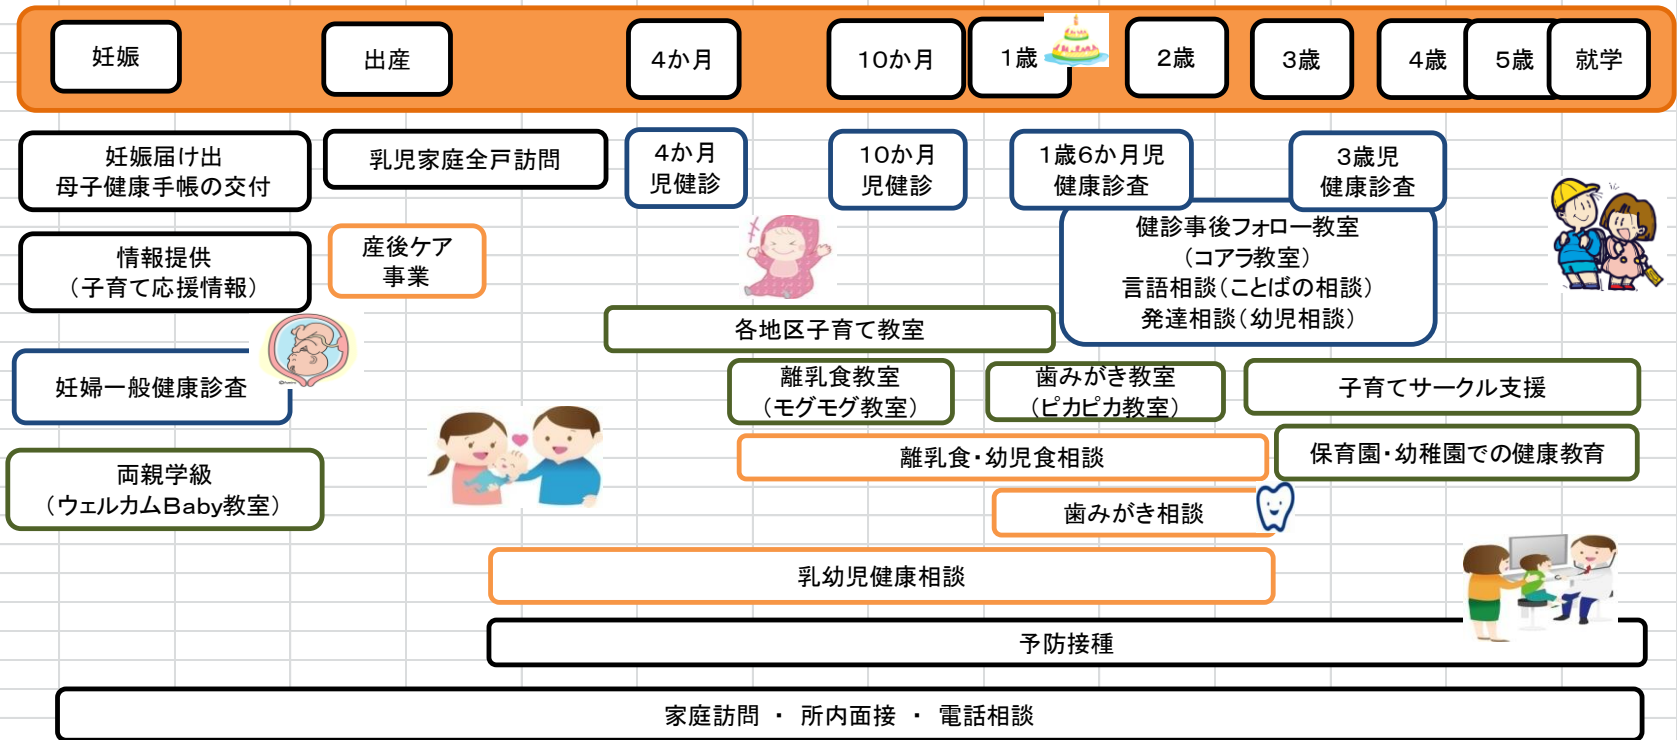 妊娠
出産
4か月
10か月
1歳
2歳
3歳
4歳
5歳
就学
妊娠届け出
母子健康手帳の交付
乳児家庭全戸訪問
4か月
児健診
10か月
児健診
1歳6か月児
健康診査
3歳児
健康診査
情報提供
（子育て応援情報）
産後ケア
事業
健診事後フォロー教室
（コアラ教室）
言語相談（ことばの相談）
発達相談（幼児相談）
各地区子育て教室
妊婦一般健康診査
離乳食教室
（モグモグ教室）
歯みがき教室
（ピカピカ教室）
子育てサークル支援
両親学級
（ウェルカムBaby教室）
離乳食・幼児食相談
保育園・幼稚園での健康教育
歯みがき相談
乳幼児健康相談
予防接種
家庭訪問 ・ 所内面接 ・ 電話相談